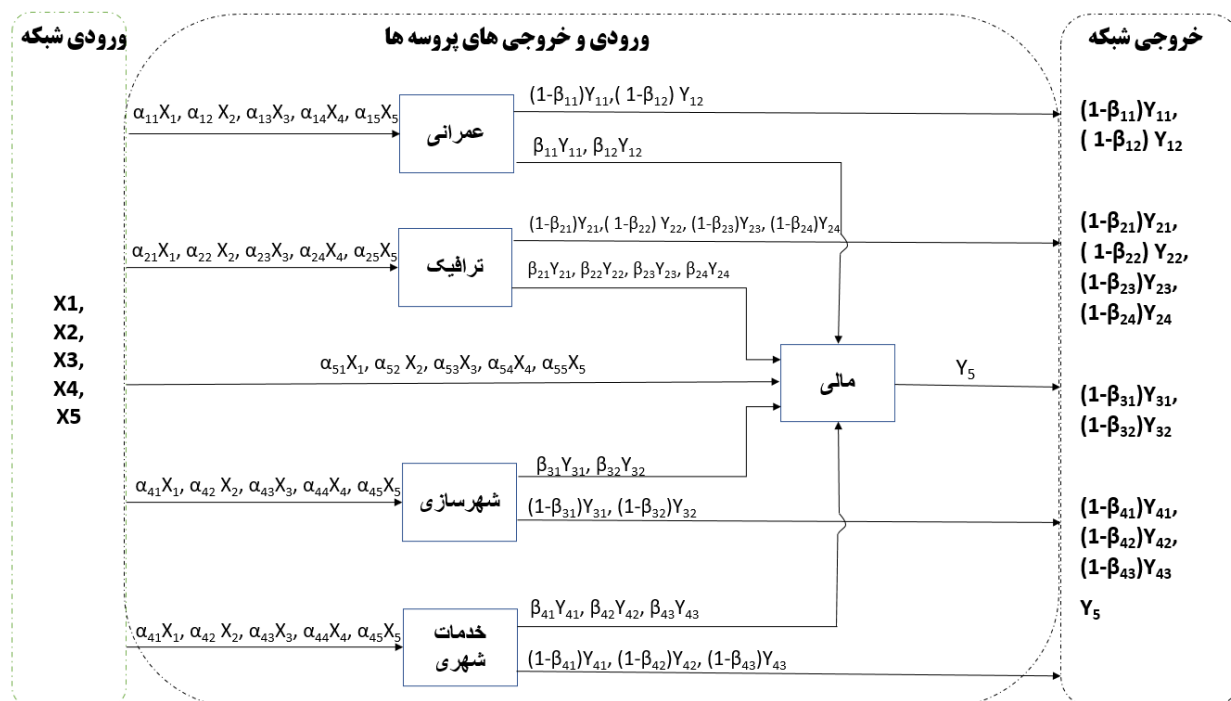 ورودی شبکه
ورودی و خروجی های پروسه ها
خروجی شبکه
X1,
X2,
X3,
X4,
X5
α₁₁X₁, α₁₂ X₂, α₁₃X₃, α₁₄X₄, α₁₅X₅
عمرانی
(1-β₁₁)Y₁₁,( 1-β₁₂) Y₁₂
β₁₁Y₁₁, β₁₂Y₁₂
α₂₁X₁, α₂₂ X₂, α₂₃X₃, α₂₄X₄, α₂₅X₅
ترافیک
(1-β₂₁)Y₂₁,( 1-β₂₂) Y₂₂, (1-β₂₃)Y₂₃, (1-β₂₄)Y₂₄
β₂₁Y₂₁, β₂₂Y₂₂, β₂₃Y₂₃, β₂₄Y₂₄
α₅₁X₁, α₅₂ X₂, α₅₃X₃, α₅₄X₄, α₅₅X₅
مالی
Y₅
α₄₁X₁, α₄₂ X₂, α₄₃X₃, α₄₄X₄, α₄₅X₅
شهرسازی
β₃₁Y₃₁, β₃₂Y₃₂
(1-β₃₁)Y₃₁, (1-β₃₂)Y₃₂
α₄₁X₁, α₄₂ X₂, α₄₃X₃, α₄₄X₄, α₄₅X₅
خدمات
شهری
β₄₁Y₄₁, β₄₂Y₄₂, β₄₃Y₄₃
(1-β₄₁)Y₄₁, (1-β₄₂)Y₄₂, (1-β₄₃)Y₄₃
(1-β₁₁)Y₁₁,
( 1-β₁₂) Y₁₂
(1-β₂₁)Y₂₁,
( 1-β₂₂) Y₂₂,
(1-β₂₃)Y₂₃,
(1-β₂₄)Y₂₄
(1-β₃₁)Y₃₁,
(1-β₃₂)Y₃₂
(1-β₄₁)Y₄₁,
(1-β₄₂)Y₄₂,
(1-β₄₃)Y₄₃
Y₅